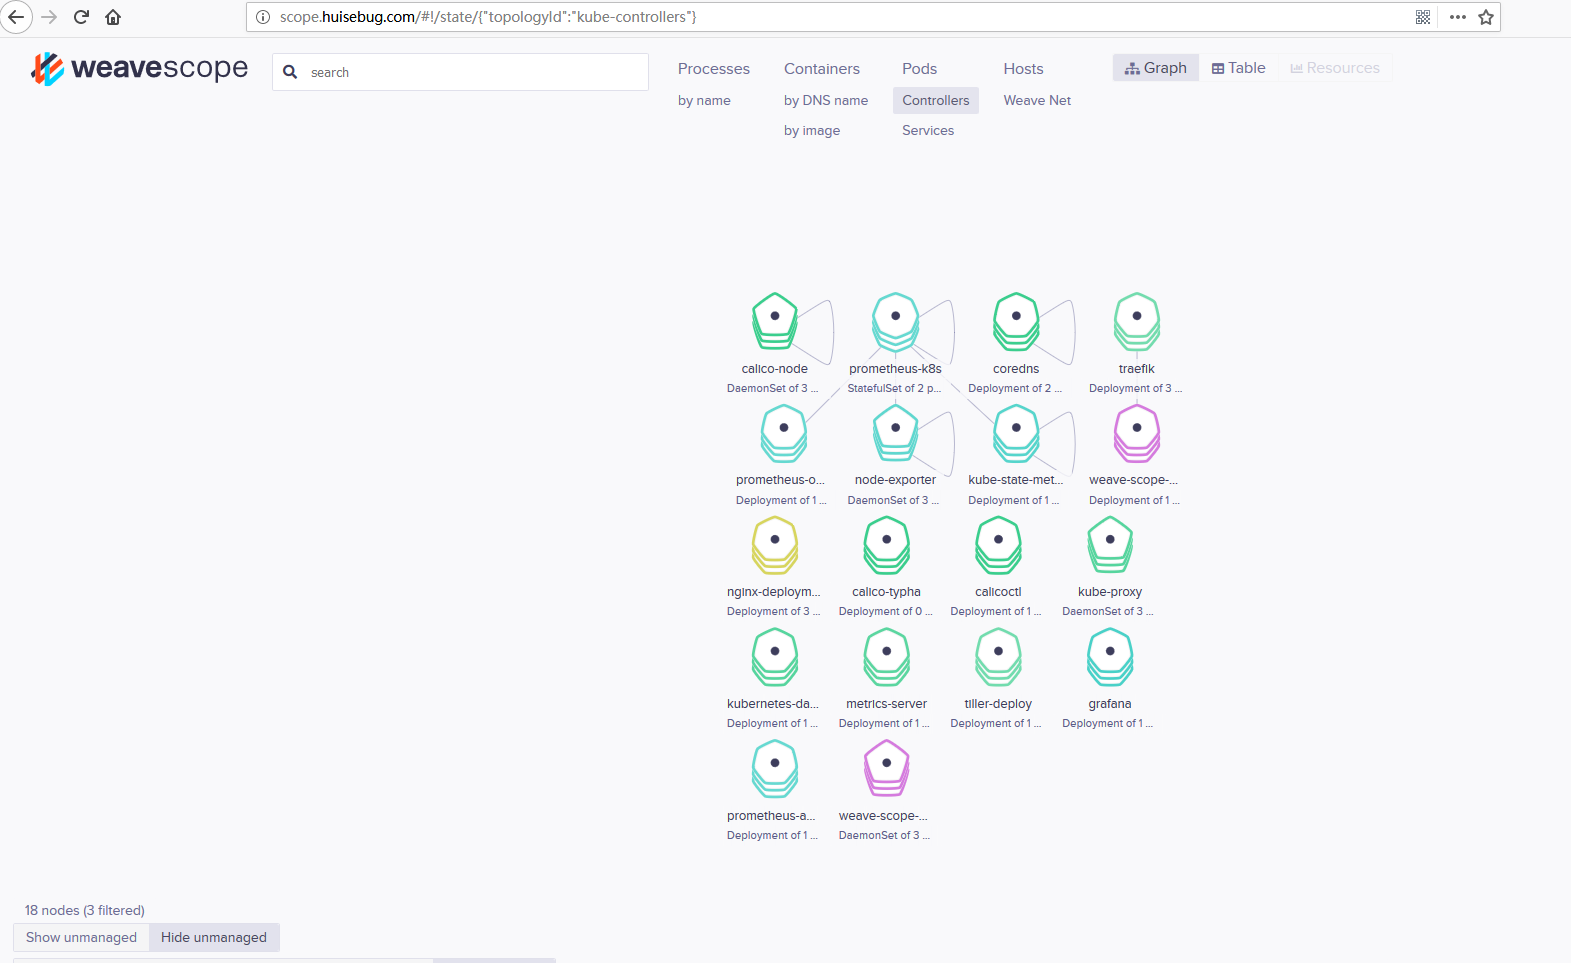 scope.huisebug.com/#!/state/{"topologyId":"kube-controllers"}
weavescope
search
Processes Containers Pods Hosts Graph Table Resources
by name by DNS name Controllers Weave Net
by image Services
calico-node prometheus-k8s coredns traefik
DaemonSet of 3 ... StatefulSet of 2 p... Deployment of 2 ... Deployment of 3 ...
prometheus-o... node-exporter kube-state-met... weave-scope-...
Deployment of 1 ... DaemonSet of 3 ... Deployment of 1 ... Deployment of 1 ...
nginx-deploym... calico-typha calicoctl kube-proxy
Deployment of 3 ... Deployment of 0 ... Deployment of 1 ... DaemonSet of 3 ...
kubernetes-da... metrics-server tiller-deploy grafana
Deployment of 1 ... Deployment of 1 ... Deployment of 1 ... Deployment of 1 ...
prometheus-a... weave-scope-...
Deployment of 1 ... DaemonSet of 3 ...
18 nodes (3 filtered)
Show unmanaged Hide unmanaged